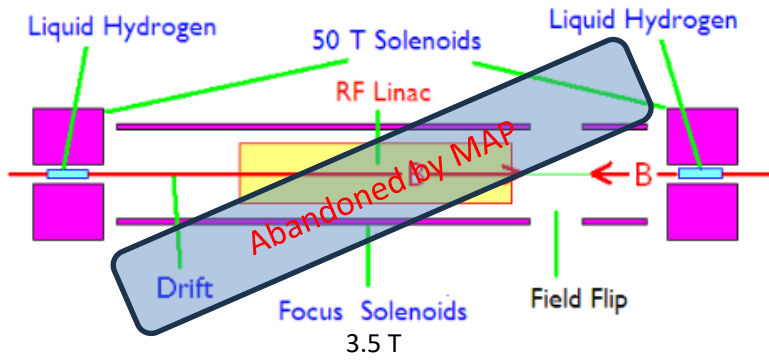 Liquid Hydrogen
50 T Solenoids
Liquid Hydrogen
RF Linac
Abandoned by MAP
B
B
Drift
Focus Solenoids
Field Flip
3.5 T